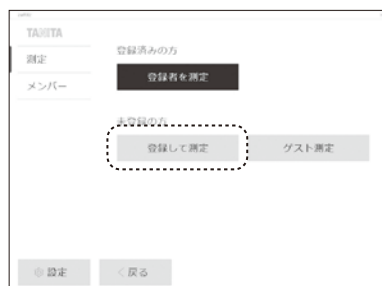 TANITA
測定
メンバー
登録済みの方
登録者を測定
未登録の方
登録して測定
ゲスト測定
設定
< 戻る